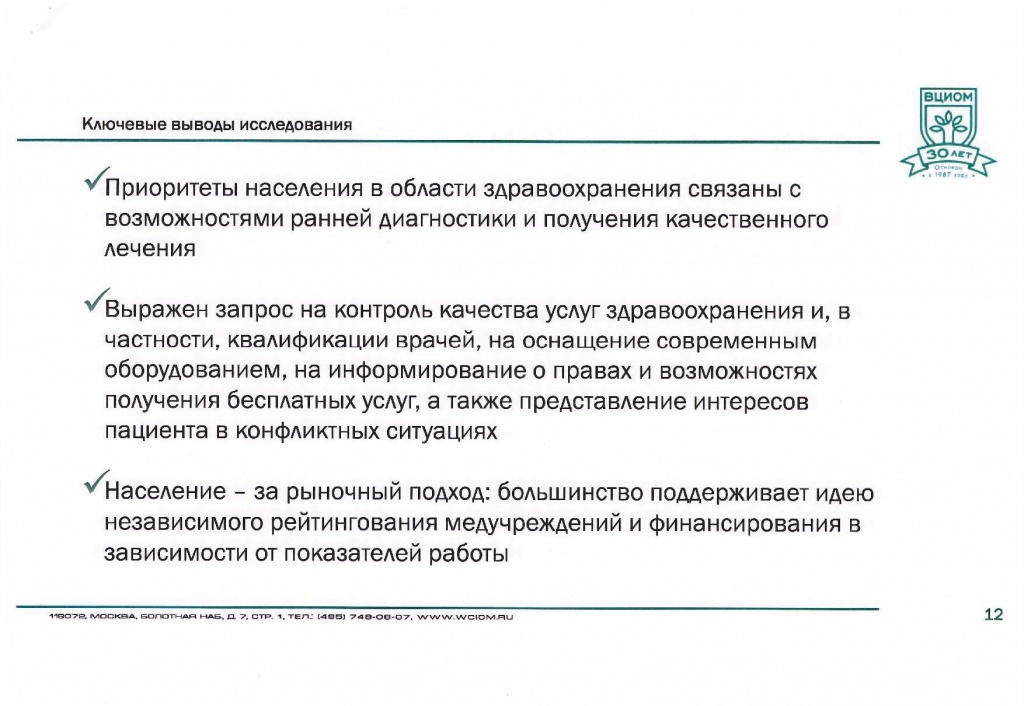 Ключевые выводы исследования
ВЦИОМ
30 ЛЕТ
Основан
в 1987 году
Приоритеты населения в области здравоохранения связаны с
возможностями ранней диагностики и получения качественного
лечения
Выражен запрос на контроль качества услуг здравоохранения и, в
частности, квалификации врачей, на оснащение современным
оборудованием, на информирование о правах и возможностях
получения бесплатных услуг, а также представление интересов
пациента в конфликтных ситуациях
Население – за рыночный подход: большинство поддерживает идею
независимого рейтингования медучреждений и финансирования в
зависимости от показателей работы
119072, МОСКВА, БОЛОТНАЯ НАБ, Д. 7, СТР. 1, ТЕЛ.: (495) 748-08-07, WWW.WCIOM.RU
12